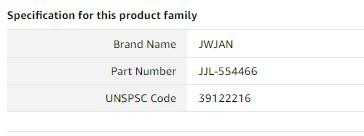 Specification for this product family
Brand Name JWJAN
Part Number JJL-554466
UNSPSC Code 39122216